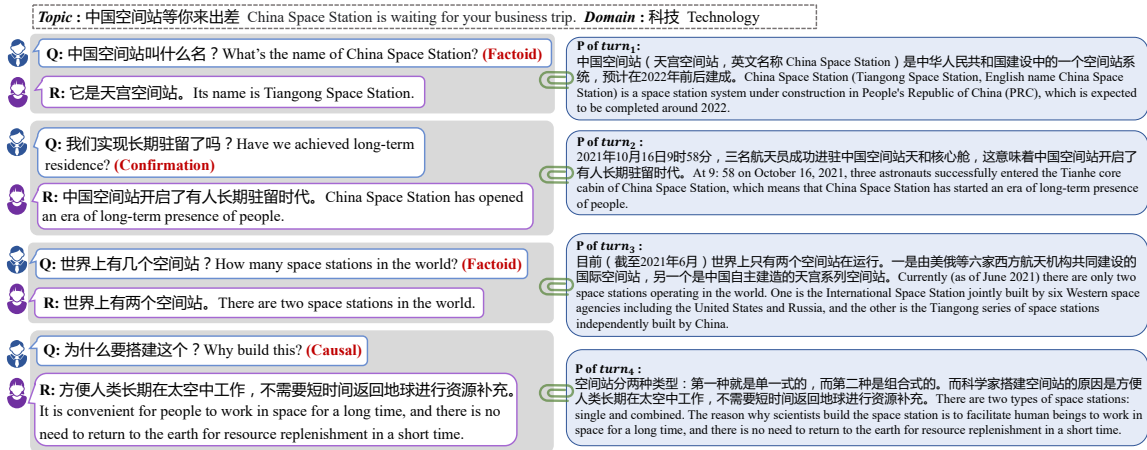 Topic : 中国空间站等你来出差 China Space Station is waiting for your business trip. Domain : 科技 Technology
Q: 中国空间站叫什么名？What's the name of China Space Station? (Factoid)
R: 它是天宫空间站。Its name is Tiangong Space Station.
P of turn1:
中国空间站（天宫空间站，英文名称 China Space Station）是中华人民共和国建设中的一个空间站系
统，预计在2022年前后建成。China Space Station (Tiangong Space Station, English name China Space
Station) is a space station system under construction in People's Republic of China (PRC), which is expected
to be completed around 2022.
Q: 我们实现长期驻留了吗？Have we achieved long-term
residence? (Confirmation)
R: 中国空间站开启了有人长期驻留时代。China Space Station has opened
an era of long-term presence of people.
P of turn2:
2021年10月16日9时58分，三名航天员成功进驻中国空间站天和核心舱，这意味着中国空间站开启了
有人长期驻留时代。At 9: 58 on October 16, 2021, three astronauts successfully entered the Tianhe core
cabin of China Space Station, which means that China Space Station has started an era of long-term presence
of people.
Q: 世界上有几个空间站？How many space stations in the world? (Factoid)
R: 世界上有两个空间站。There are two space stations in the world.
P of turn3:
目前（截至2021年6月）世界上只有两个空间站在运行。一是由美俄等六家西方航天机构共同建设的
国际空间站，另一个是中国自主建造的天宫系列空间站。Currently (as of June 2021) there are only two
space stations operating in the world. One is the International Space Station jointly built by six Western space
agencies including the United States and Russia, and the other is the Tiangong series of space stations
independently built by China.
Q: 为什么要搭建这个？Why build this? (Causal)
R: 方便人类长期在太空中工作，不需要短时间返回地球进行资源补充。
It is convenient for people to work in space for a long time, and there is no
need to return to the earth for resource replenishment in a short time.
P of turn4:
空间站分两种类型：第一种就是单一式的，而第二种是组合式的。而科学家搭建空间站的原因是方便
人类长期在太空中工作，不需要短时间返回地球进行资源补充。There are two types of space stations:
single and combined. The reason why scientists build the space station is to facilitate human beings to work in
space for a long time, and there is no need to return to the earth for resource replenishment in a short time.